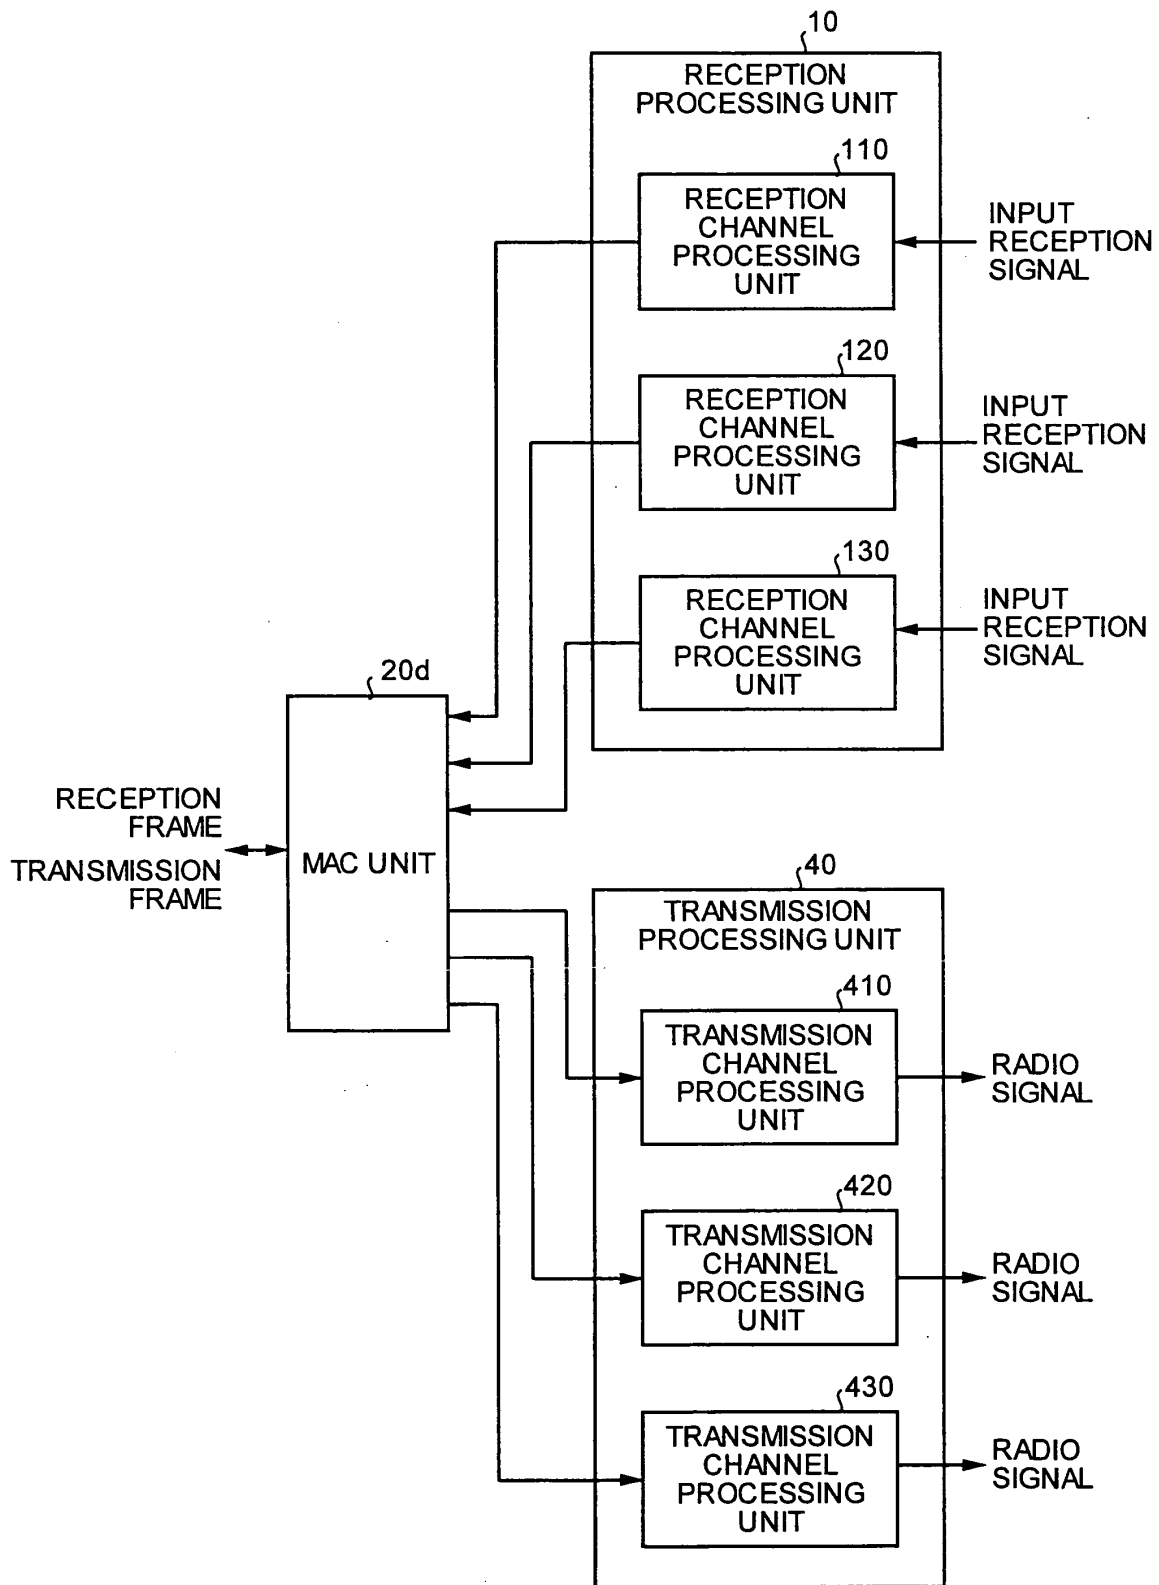 10
RECEPTION
PROCESSING UNIT
110
RECEPTION
CHANNEL
PROCESSING
UNIT
INPUT
RECEPTION
SIGNAL
120
RECEPTION
CHANNEL
PROCESSING
UNIT
INPUT
RECEPTION
SIGNAL
130
RECEPTION
CHANNEL
PROCESSING
UNIT
INPUT
RECEPTION
SIGNAL
20d
MAC UNIT
RECEPTION
FRAME
TRANSMISSION
FRAME
40
TRANSMISSION
PROCESSING UNIT
410
TRANSMISSION
CHANNEL
PROCESSING
UNIT
RADIO
SIGNAL
420
TRANSMISSION
CHANNEL
PROCESSING
UNIT
RADIO
SIGNAL
430
TRANSMISSION
CHANNEL
PROCESSING
UNIT
RADIO
SIGNAL